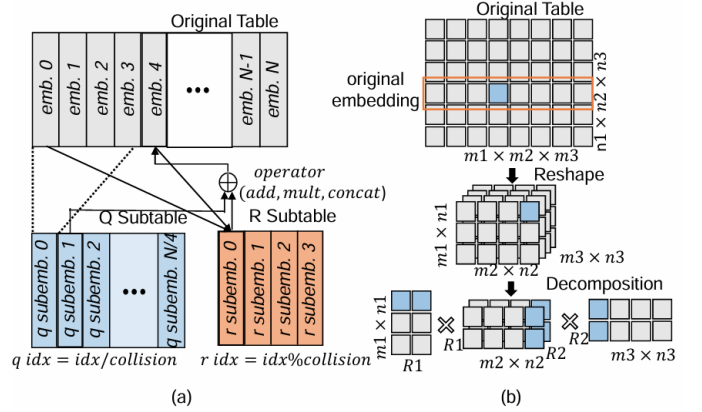 Original Table
emb. 0
emb. 1
emb. 2
emb. 3
emb. 4
•••
emb. N-1
emb. N
operator
(add, mult, concat)
Q Subtable
R Subtable
q subemb. 0
q subemb. 1
q subemb. 2
•••
q subemb. N/4
r subemb. 0
r subemb. 1
r subemb. 2
r subemb. 3
q idx = idx/collision
r idx = idx%collision
(a)
Original Table
original
embedding
n1 × n2 × n3
m1 × m2 × m3
Reshape
m1 × n1
m2 × n2
m3 × n3
Decomposition
m1 × n1
R1
×
R1
m2 × n2
R2
×
R2
m3 × n3
(b)